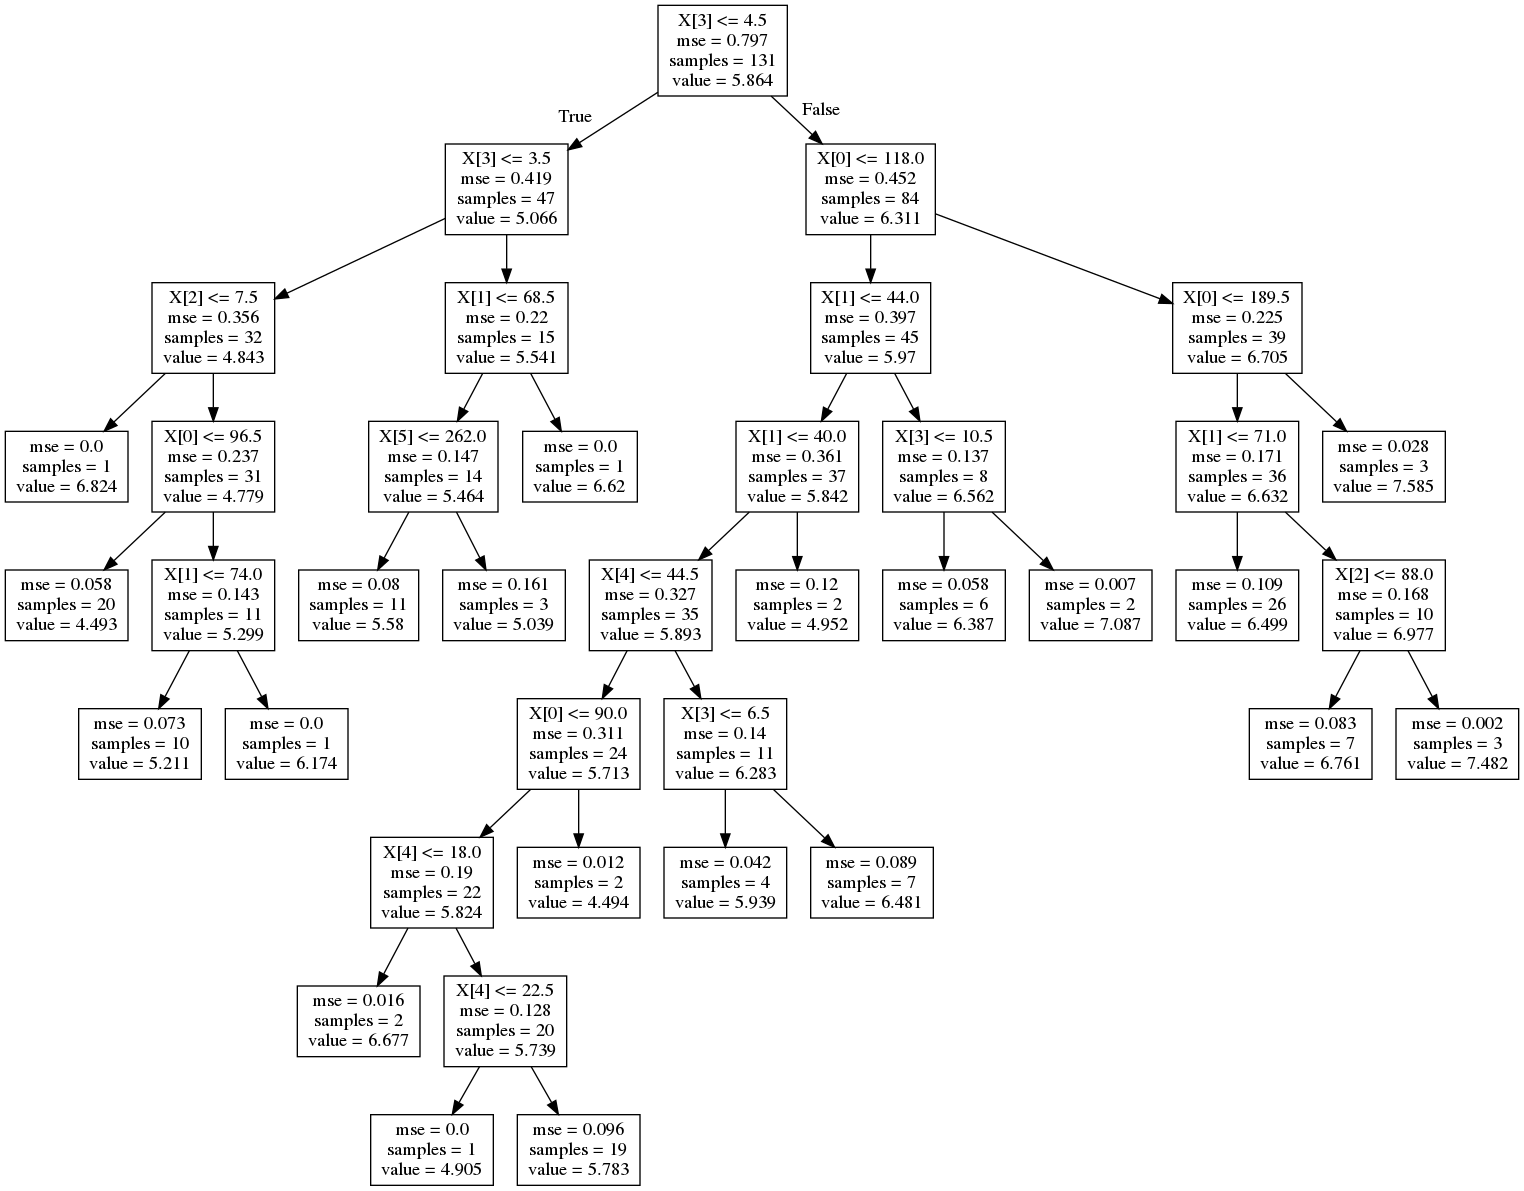 X[3] <= 4.5
mse = 0.797
samples = 131
value = 5.864
True
False
X[3] <= 3.5
mse = 0.419
samples = 47
value = 5.066
X[0] <= 118.0
mse = 0.452
samples = 84
value = 6.311
X[2] <= 7.5
mse = 0.356
samples = 32
value = 4.843
X[1] <= 68.5
mse = 0.22
samples = 15
value = 5.541
X[1] <= 44.0
mse = 0.397
samples = 45
value = 5.97
X[0] <= 189.5
mse = 0.225
samples = 39
value = 6.705
mse = 0.0
samples = 1
value = 6.824
X[0] <= 96.5
mse = 0.237
samples = 31
value = 4.779
X[5] <= 262.0
mse = 0.147
samples = 14
value = 5.464
mse = 0.0
samples = 1
value = 6.62
X[1] <= 40.0
mse = 0.361
samples = 37
value = 5.842
X[3] <= 10.5
mse = 0.137
samples = 8
value = 6.562
X[1] <= 71.0
mse = 0.171
samples = 36
value = 6.632
mse = 0.028
samples = 3
value = 7.585
mse = 0.058
samples = 20
value = 4.493
X[1] <= 74.0
mse = 0.143
samples = 11
value = 5.299
mse = 0.08
samples = 11
value = 5.58
mse = 0.161
samples = 3
value = 5.039
X[4] <= 44.5
mse = 0.327
samples = 35
value = 5.893
mse = 0.12
samples = 2
value = 4.952
mse = 0.058
samples = 6
value = 6.387
mse = 0.007
samples = 2
value = 7.087
mse = 0.109
samples = 26
value = 6.499
X[2] <= 88.0
mse = 0.168
samples = 10
value = 6.977
mse = 0.073
samples = 10
value = 5.211
mse = 0.0
samples = 1
value = 6.174
X[0] <= 90.0
mse = 0.311
samples = 24
value = 5.713
X[3] <= 6.5
mse = 0.14
samples = 11
value = 6.283
mse = 0.083
samples = 7
value = 6.761
mse = 0.002
samples = 3
value = 7.482
X[4] <= 18.0
mse = 0.19
samples = 22
value = 5.824
mse = 0.012
samples = 2
value = 4.494
mse = 0.042
samples = 4
value = 5.939
mse = 0.089
samples = 7
value = 6.481
mse = 0.016
samples = 2
value = 6.677
X[4] <= 22.5
mse = 0.128
samples = 20
value = 5.739
mse = 0.0
samples = 1
value = 4.905
mse = 0.096
samples = 19
value = 5.783